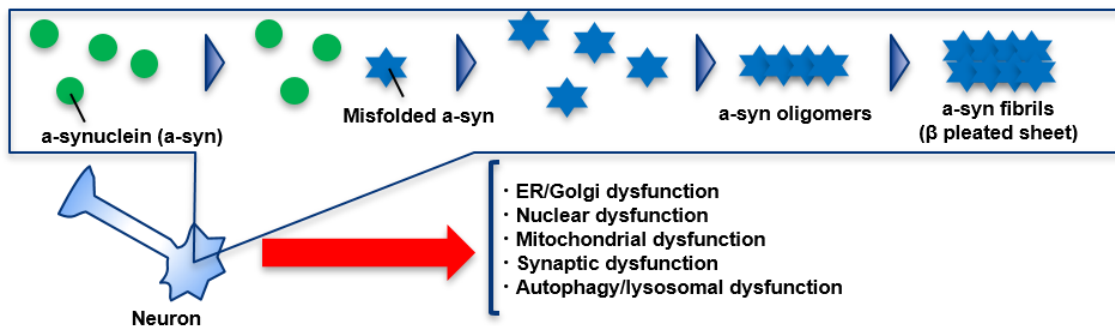 a-synuclein (a-syn)
Misfolded a-syn
a-syn oligomers
a-syn fibrils
(β pleated sheet)
Neuron
・ER/Golgi dysfunction
・Nuclear dysfunction
・Mitochondrial dysfunction
・Synaptic dysfunction
・Autophagy/lysosomal dysfunction